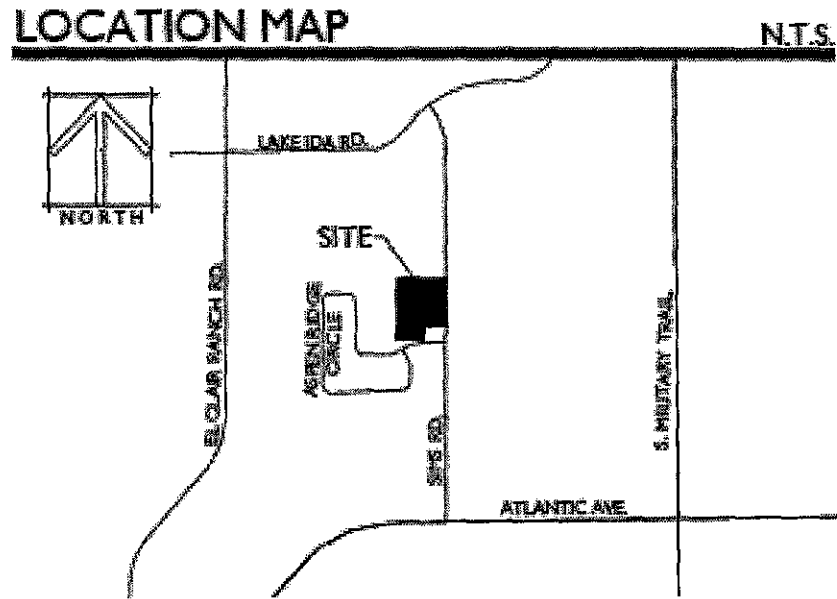 LOCATION MAP
N.T.S.
LAKE IDA RD.
NORTH
SITE
ASPEN RIDGE
CIRCLE
EL CLAIR RANCH RD.
S. MILITARY TRAIL
SIMS RD.
ATLANTIC AVE.